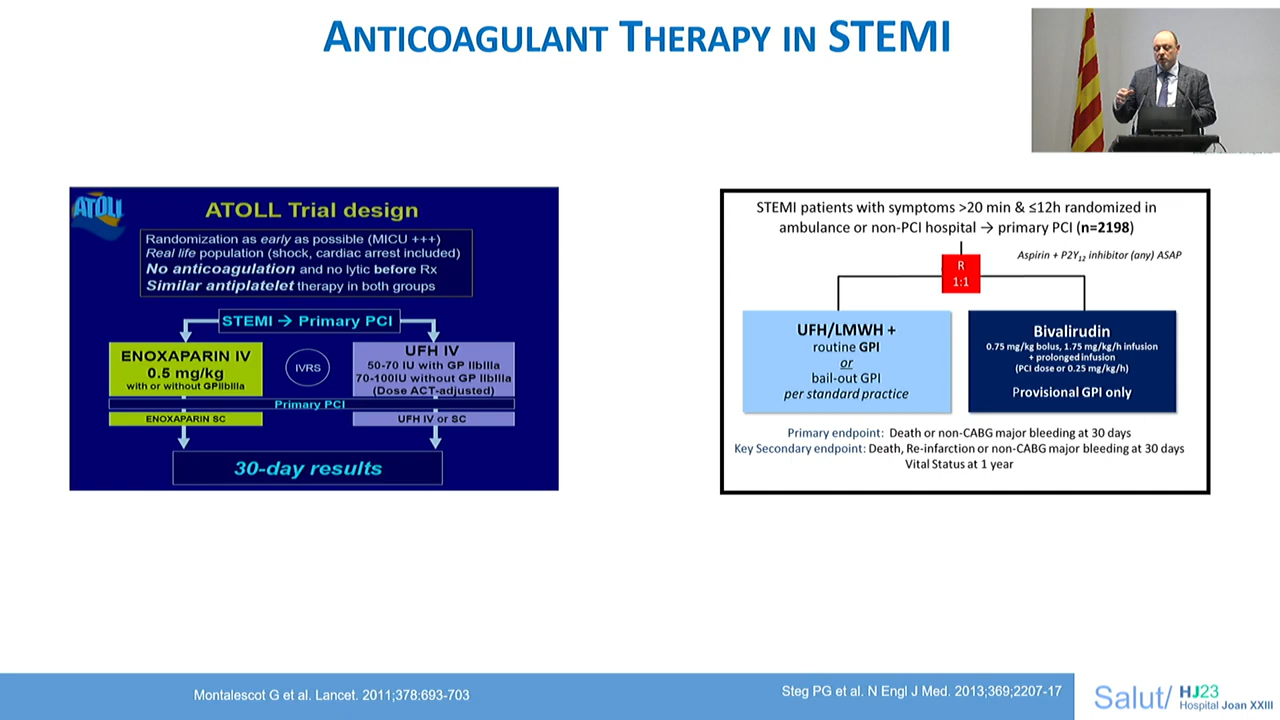 ANTICOAGULANT THERAPY IN STEMI
ATOLL
ATOLL Trial design
Randomization as early as possible (MICU +++)
Real life population (shock, cardiac arrest included)
No anticoagulation and no lytic before Rx
Similar antiplatelet therapy in both groups
STEMI → Primary PCI
ENOXAPARIN IV
0.5 mg/kg
with or without GPIIbIIIa
IVRS
UFH IV
50-70 IU with GP IIbIIIa
70-100IU without GP IIbIIIa
(Dose ACT-adjusted)
Primary PCI
ENOXAPARIN SC
UFH IV or SC
30-day results
STEMI patients with symptoms >20 min & ≤12h randomized in
ambulance or non-PCI hospital → primary PCI (n=2198)
Aspirin + P2Y12 inhibitor (any) ASAP
R
1:1
UFH/LMWH +
routine GPI
or
bail-out GPI
per standard practice
Bivalirudin
0.75 mg/kg bolus, 1.75 mg/kg/h infusion
+ prolonged infusion
(PCI dose or 0.25 mg/kg/h)
Provisional GPI only
Primary endpoint: Death or non-CABG major bleeding at 30 days
Key Secondary endpoint: Death, Re-infarction or non-CABG major bleeding at 30 days
Vital Status at 1 year
Montalescot G et al. Lancet. 2011;378:693-703
Steg PG et al. N Engl J Med. 2013;369;2207-17
Salut/ HJ23
Hospital Joan XXIII